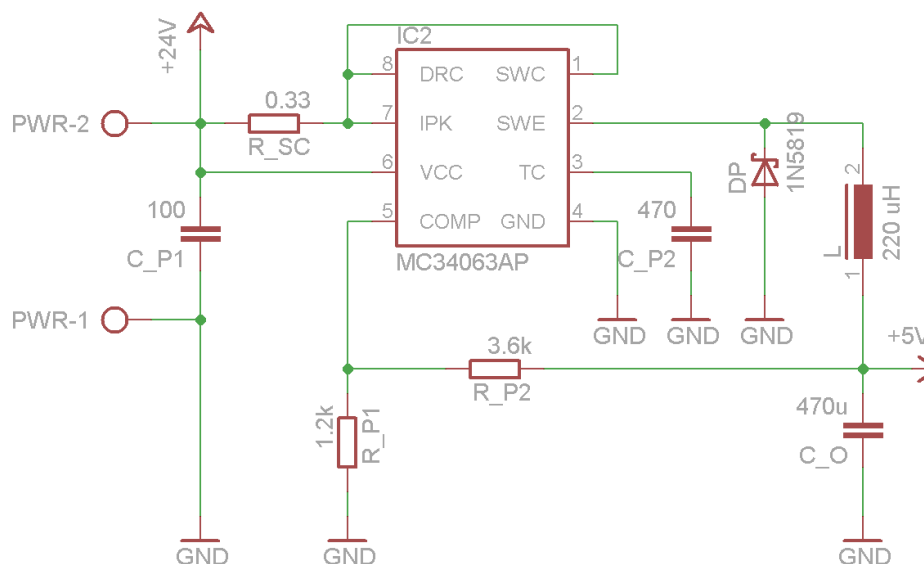 +24V
IC2
8 DRC SWC 1
PWR-2
0.33
R_SC
7 IPK SWE 2
6 VCC TC 3
5 COMP GND 4
MC34063AP
DP
1N5819
2
L
1
220 uH
100
C_P1
470
C_P2
PWR-1
GND
GND
GND
+5V
3.6k
R_P2
1.2k
R_P1
470u
C_O
GND
GND
GND